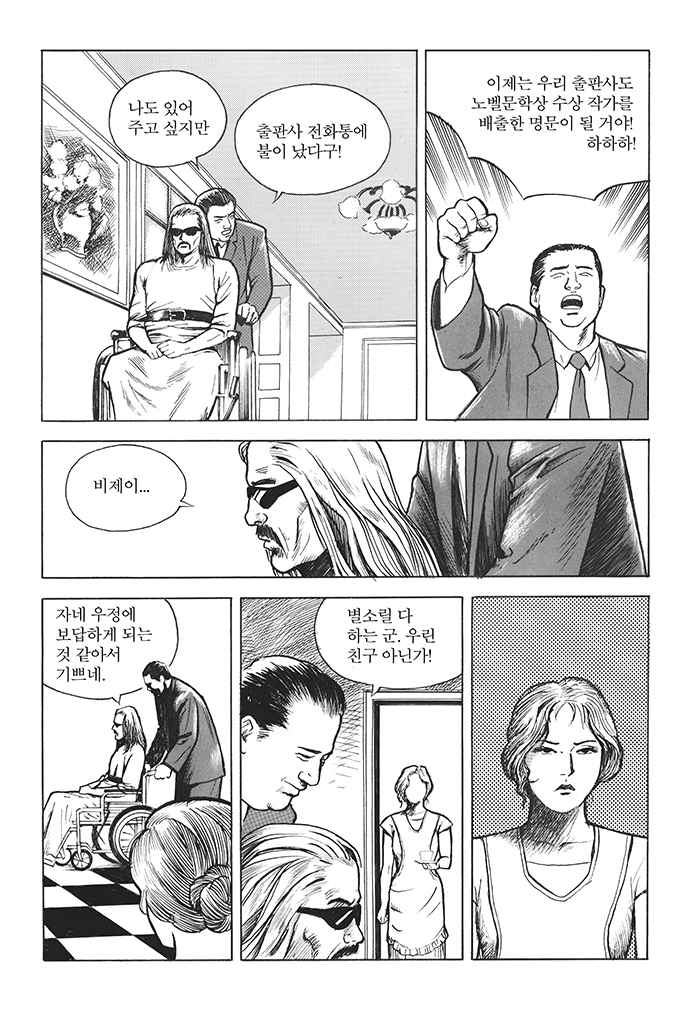 나도 있어
주고 싶지만
출판사 전화통에
불이 났다구!
이제는 우리 출판사도
노벨문학상 수상 작가를
배출한 명문이 될 거야!
하하하!
비제이...
자네 우정에
보답하게 되는
것 같아서
기쁘네.
별소릴 다
하는 군. 우린
친구 아닌가!